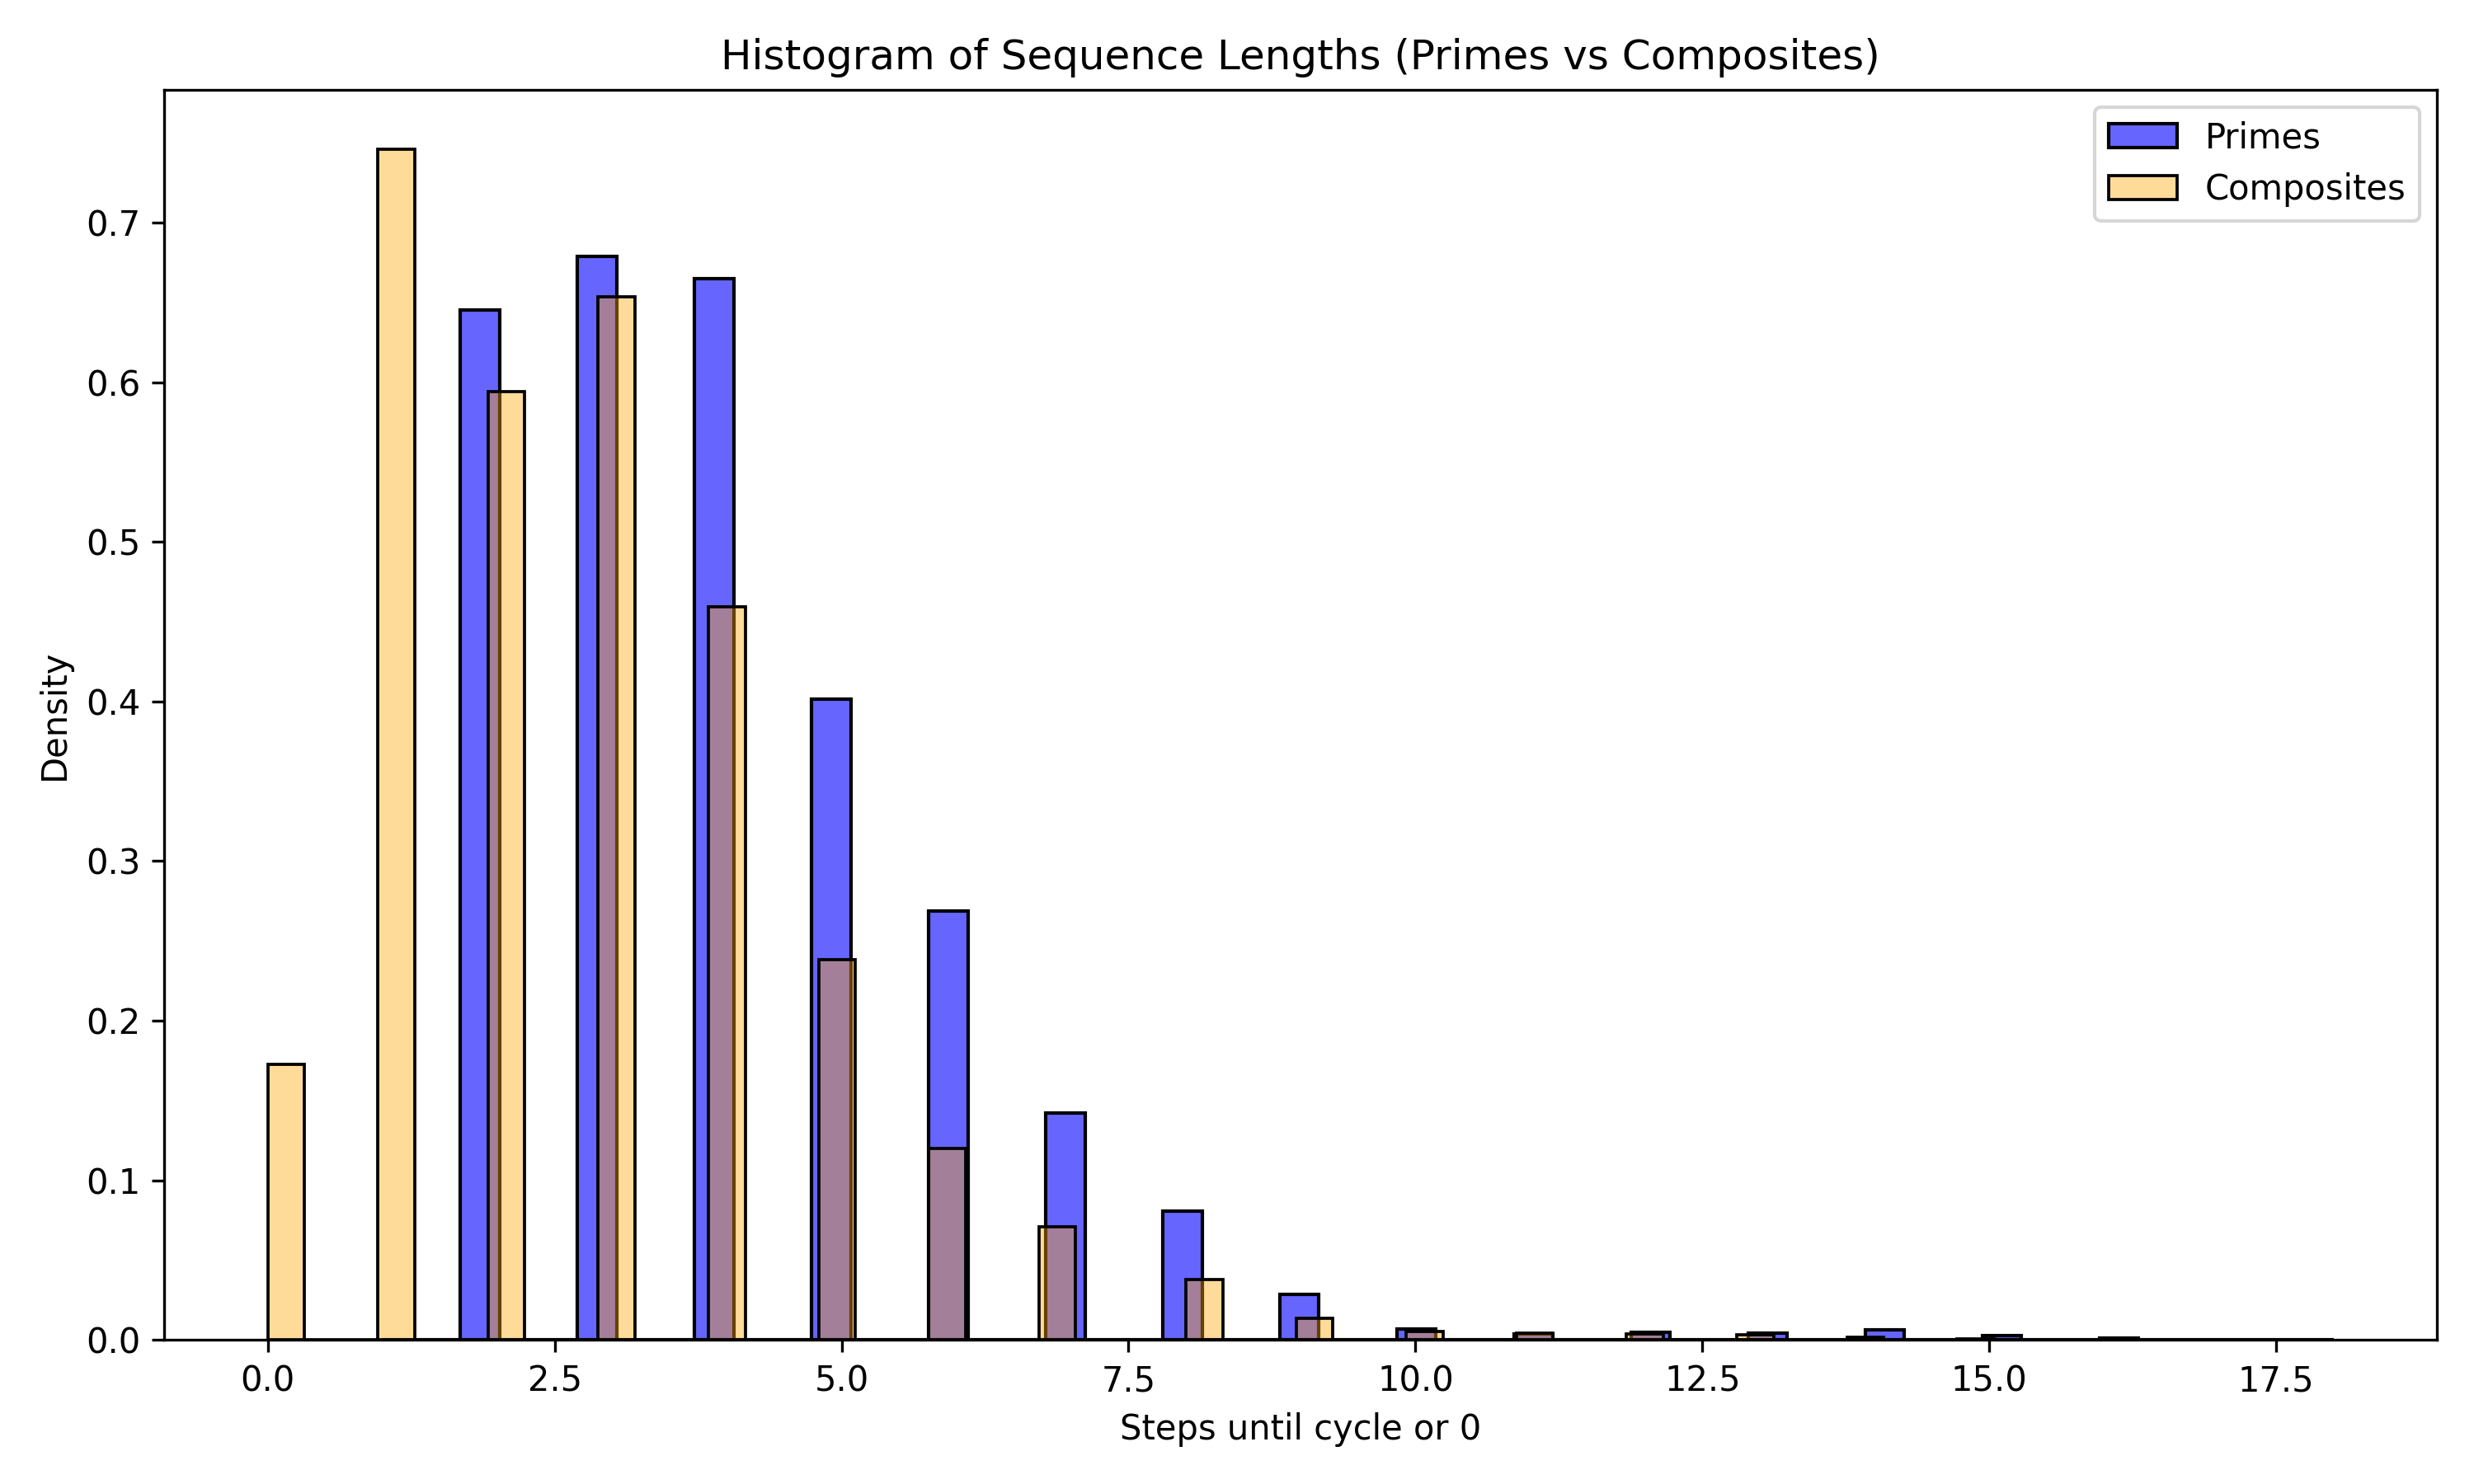 Histogram of Sequence Lengths (Primes vs Composites)
Primes
Composites
Density
0.7
0.6
0.5
0.4
0.3
0.2
0.1
0.0
0.0 2.5 5.0 7.5 10.0 12.5 15.0 17.5
Steps until cycle or 0